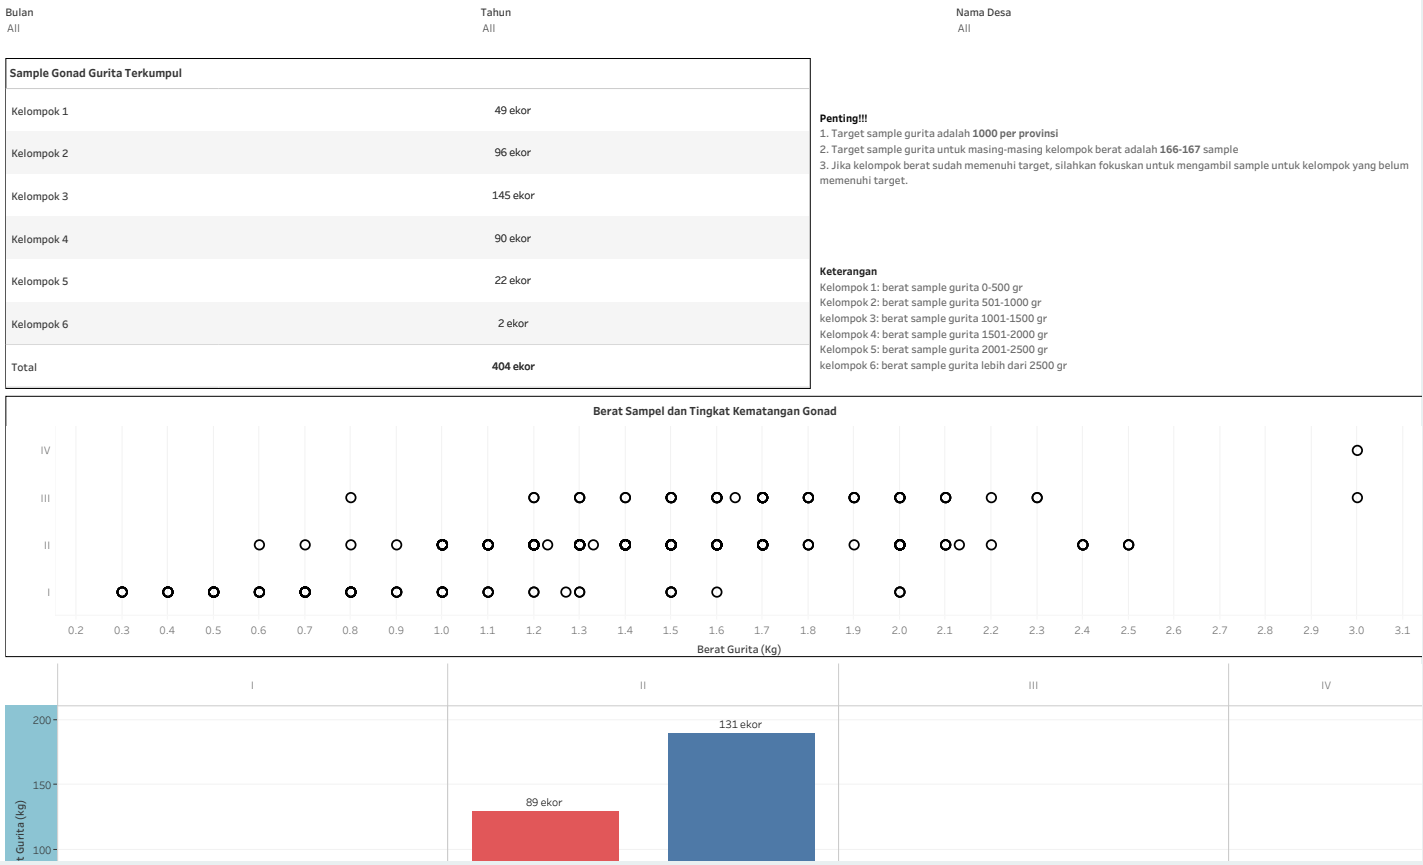 Bulan
Tahun
Nama Desa
All
All
All
Sample Gonad Gurita Terkumpul
Kelompok 1 49 ekor
Kelompok 2 96 ekor
Kelompok 3 145 ekor
Kelompok 4 90 ekor
Kelompok 5 22 ekor
Kelompok 6 2 ekor
Total 404 ekor
Penting!!!
1. Target sample gurita adalah 1000 per provinsi
2. Target sample gurita untuk masing-masing kelompok berat adalah 166-167 sample
3. Jika kelompok berat sudah memenuhi target, silahkan fokuskan untuk mengambil sample untuk kelompok yang belum
memenuhi target.
Keterangan
Kelompok 1: berat sample gurita 0-500 gr
Kelompok 2: berat sample gurita 501-1000 gr
kelompok 3: berat sample gurita 1001-1500 gr
Kelompok 4: berat sample gurita 1501-2000 gr
Kelompok 5: berat sample gurita 2001-2500 gr
kelompok 6: berat sample gurita lebih dari 2500 gr
Berat Sampel dan Tingkat Kematangan Gonad
IV
III
II
I
0.2 0.3 0.4 0.5 0.6 0.7 0.8 0.9 1.0 1.1 1.2 1.3 1.4 1.5 1.6 1.7 1.8 1.9 2.0 2.1 2.2 2.3 2.4 2.5 2.6 2.7 2.8 2.9 3.0 3.1
Berat Gurita (Kg)
I II III IV
200
131 ekor
150
89 ekor
100
t Gurita (kg)